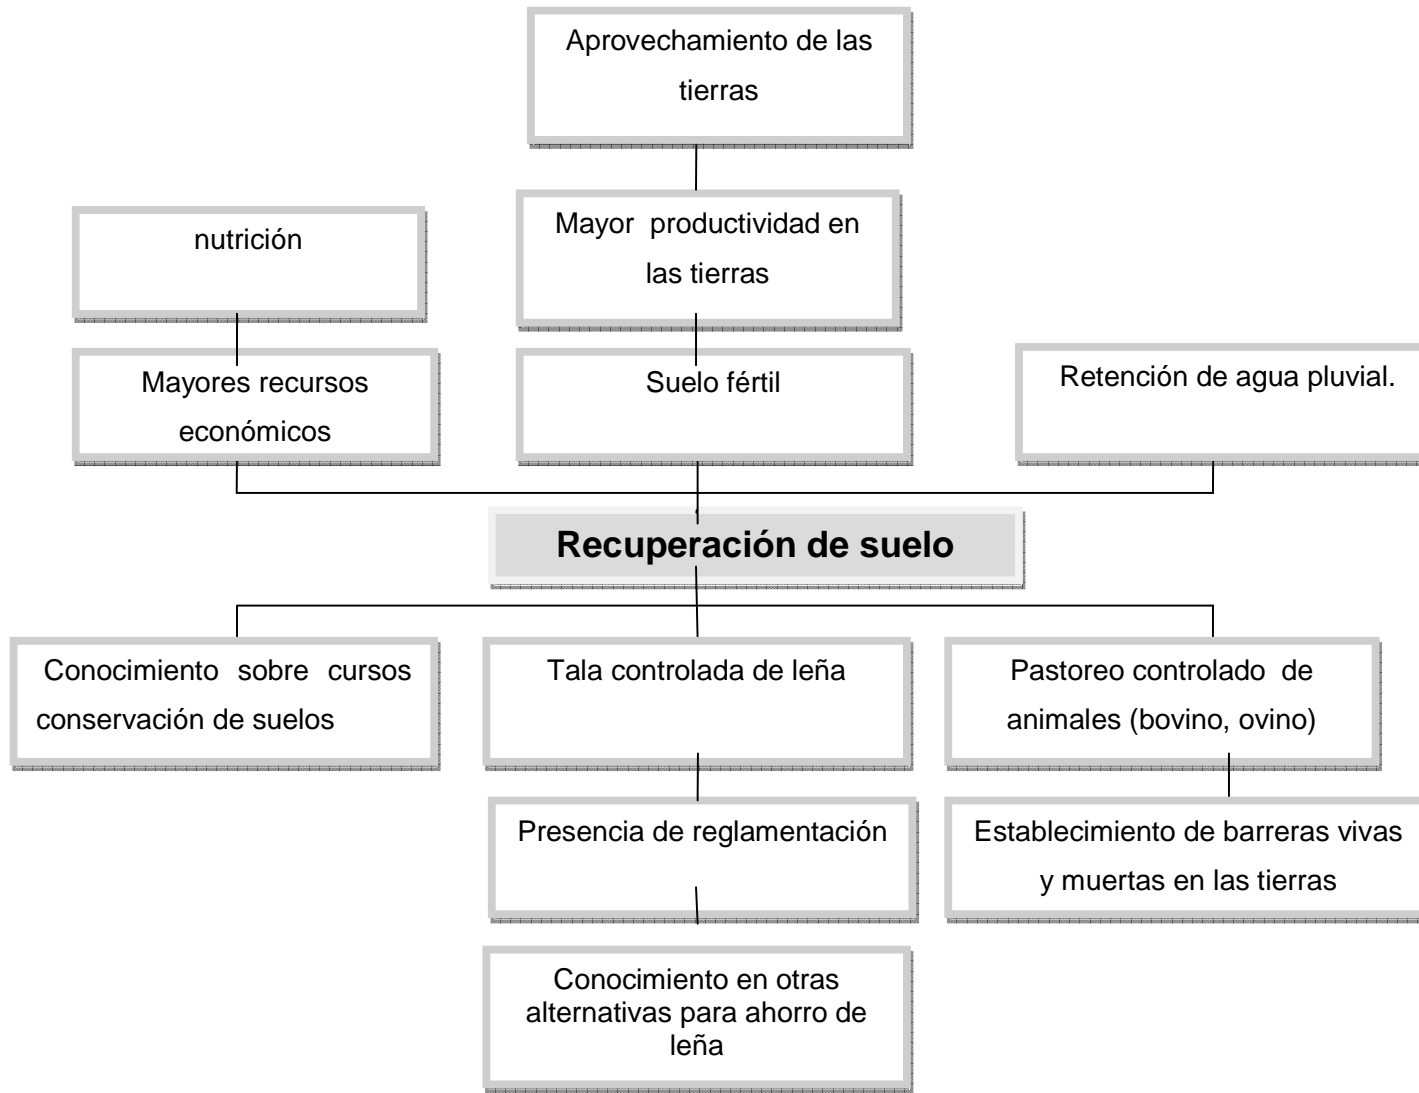 Aprovechamiento de las
tierras
nutrición
Mayor productividad en
las tierras
Mayores recursos
económicos
Suelo fértil
Retención de agua pluvial.
Recuperación de suelo
Conocimiento sobre cursos
conservación de suelos
Tala controlada de leña
Pastoreo controlado de
animales (bovino, ovino)
Presencia de reglamentación
Establecimiento de barreras vivas
y muertas en las tierras
Conocimiento en otras
alternativas para ahorro de
leña